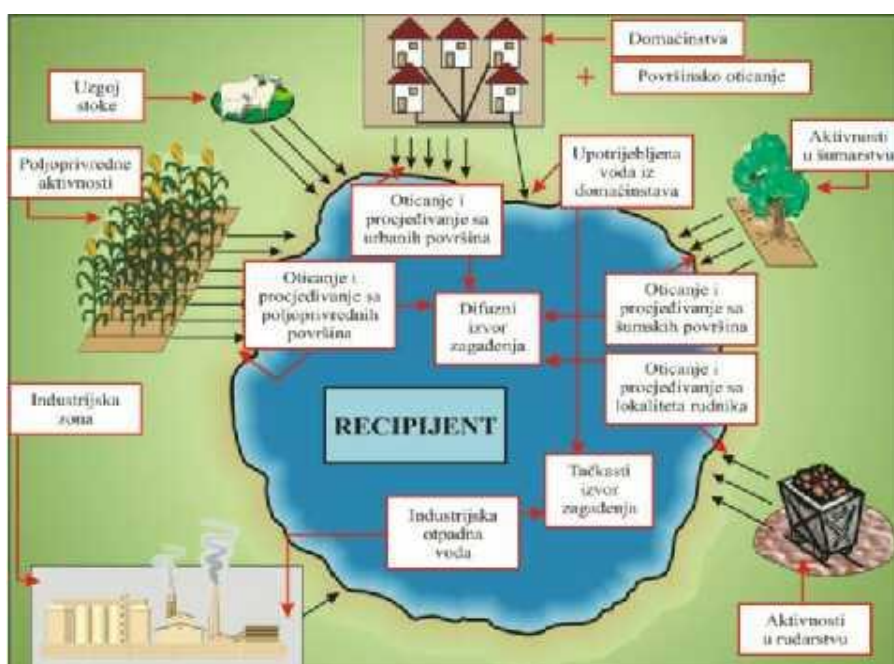 Domaćinstva
+
Površinsko oticanje
Uzgoj
stoke
Poljoprivredne
aktivnosti
Aktivnosti
u šumarstvu
Upotrijebljena
voda iz
domaćinstava
Oticanje i
procjeđivanje sa
urbanih površina
Oticanje i
procjeđivanje sa
poljoprivrednih
površina
Difuzni
izvor
zagađenja
Oticanje i
procjeđivanje sa
šumskih površina
Oticanje i
procjeđivanje sa
lokaliteta rudnika
Industrijska
zona
RECIPIJENT
Tačkasti
izvor
zagađenja
Industrijska
otpadna
voda
Aktivnosti
u rudarstvu